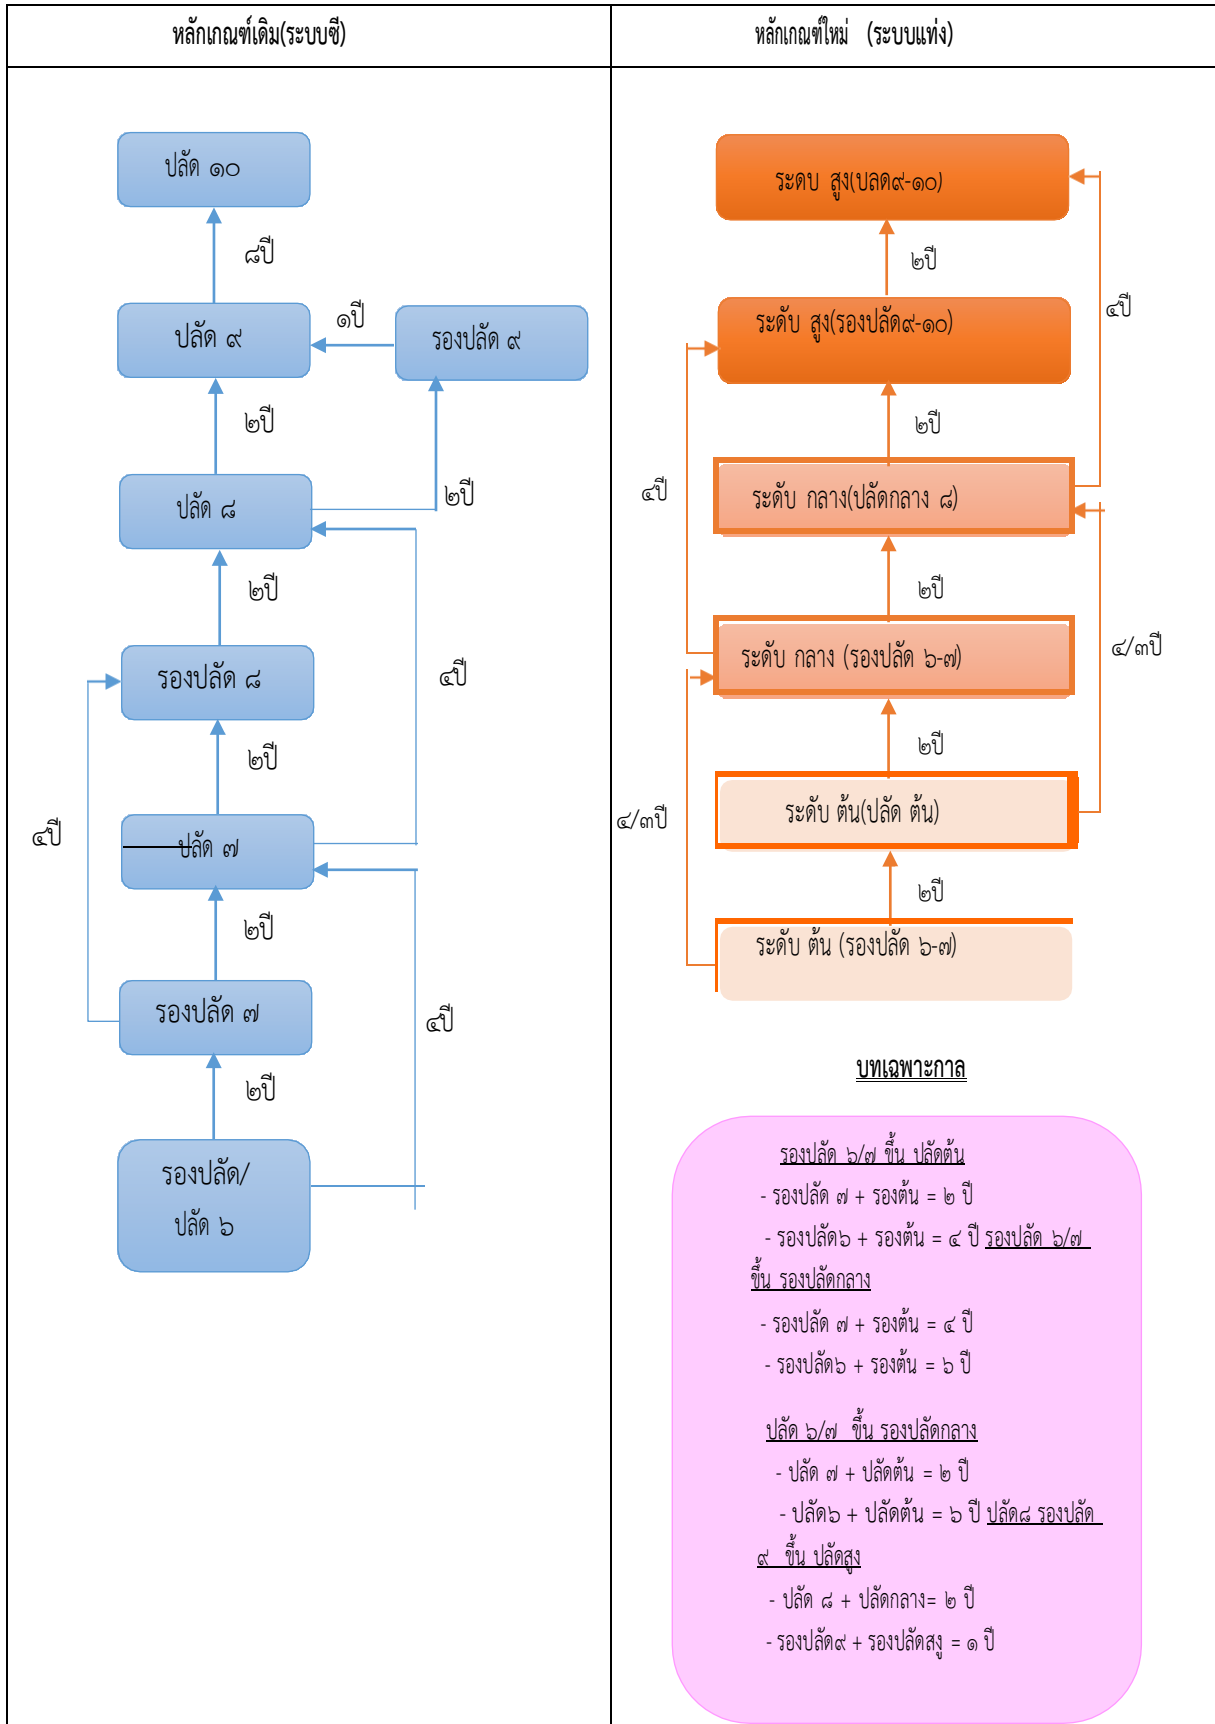 หลักเกณฑ์เดิม(ระบบซี)
ปลัด ๑๐
๘ปี
ปลัด ๙
๑ปี
รองปลัด ๙
๒ปี
ปลัด ๘
๒ปี
๒ปี
รองปลัด ๘
๔ปี
๒ปี
๔ปี
ปลัด ๗
๒ปี
รองปลัด ๗
๔ปี
๒ปี
รองปลัด/
ปลัด ๖
หลักเกณฑ์ใหม่ (ระบบแท่ง)
ระดบ สูง(ปลด๙-๑๐)
๒ปี
๔ปี
ระดับ สูง(รองปลัด๙-๑๐)
๒ปี
๔ปี
ระดับ กลาง(ปลัดกลาง ๘)
๒ปี
๔/๓ปี
ระดับ กลาง (รองปลัด ๖-๗)
๒ปี
ระดับ ต้น(ปลัด ต้น)
๔/๓ปี
๒ปี
ระดับ ต้น (รองปลัด ๖-๗)
บทเฉพาะกาล
รองปลัด ๖/๗ ขึ้น ปลัดต้น
- รองปลัด ๗ + รองต้น = ๒ ปี
- รองปลัด๖ + รองต้น = ๔ ปี รองปลัด ๖/๗
ขึ้น รองปลัดกลาง
- รองปลัด ๗ + รองต้น = ๔ ปี
- รองปลัด๖ + รองต้น = ๖ ปี
ปลัด ๖/๗ ขึ้น รองปลัดกลาง
- ปลัด ๗ + ปลัดต้น = ๒ ปี
- ปลัด๖ + ปลัดต้น = ๖ ปี ปลัด๘ รองปลัด
๙ ขึ้น ปลัดสูง
- ปลัด ๘ + ปลัดกลาง= ๒ ปี
- รองปลัด๙ + รองปลัดสงู = ๑ ปี